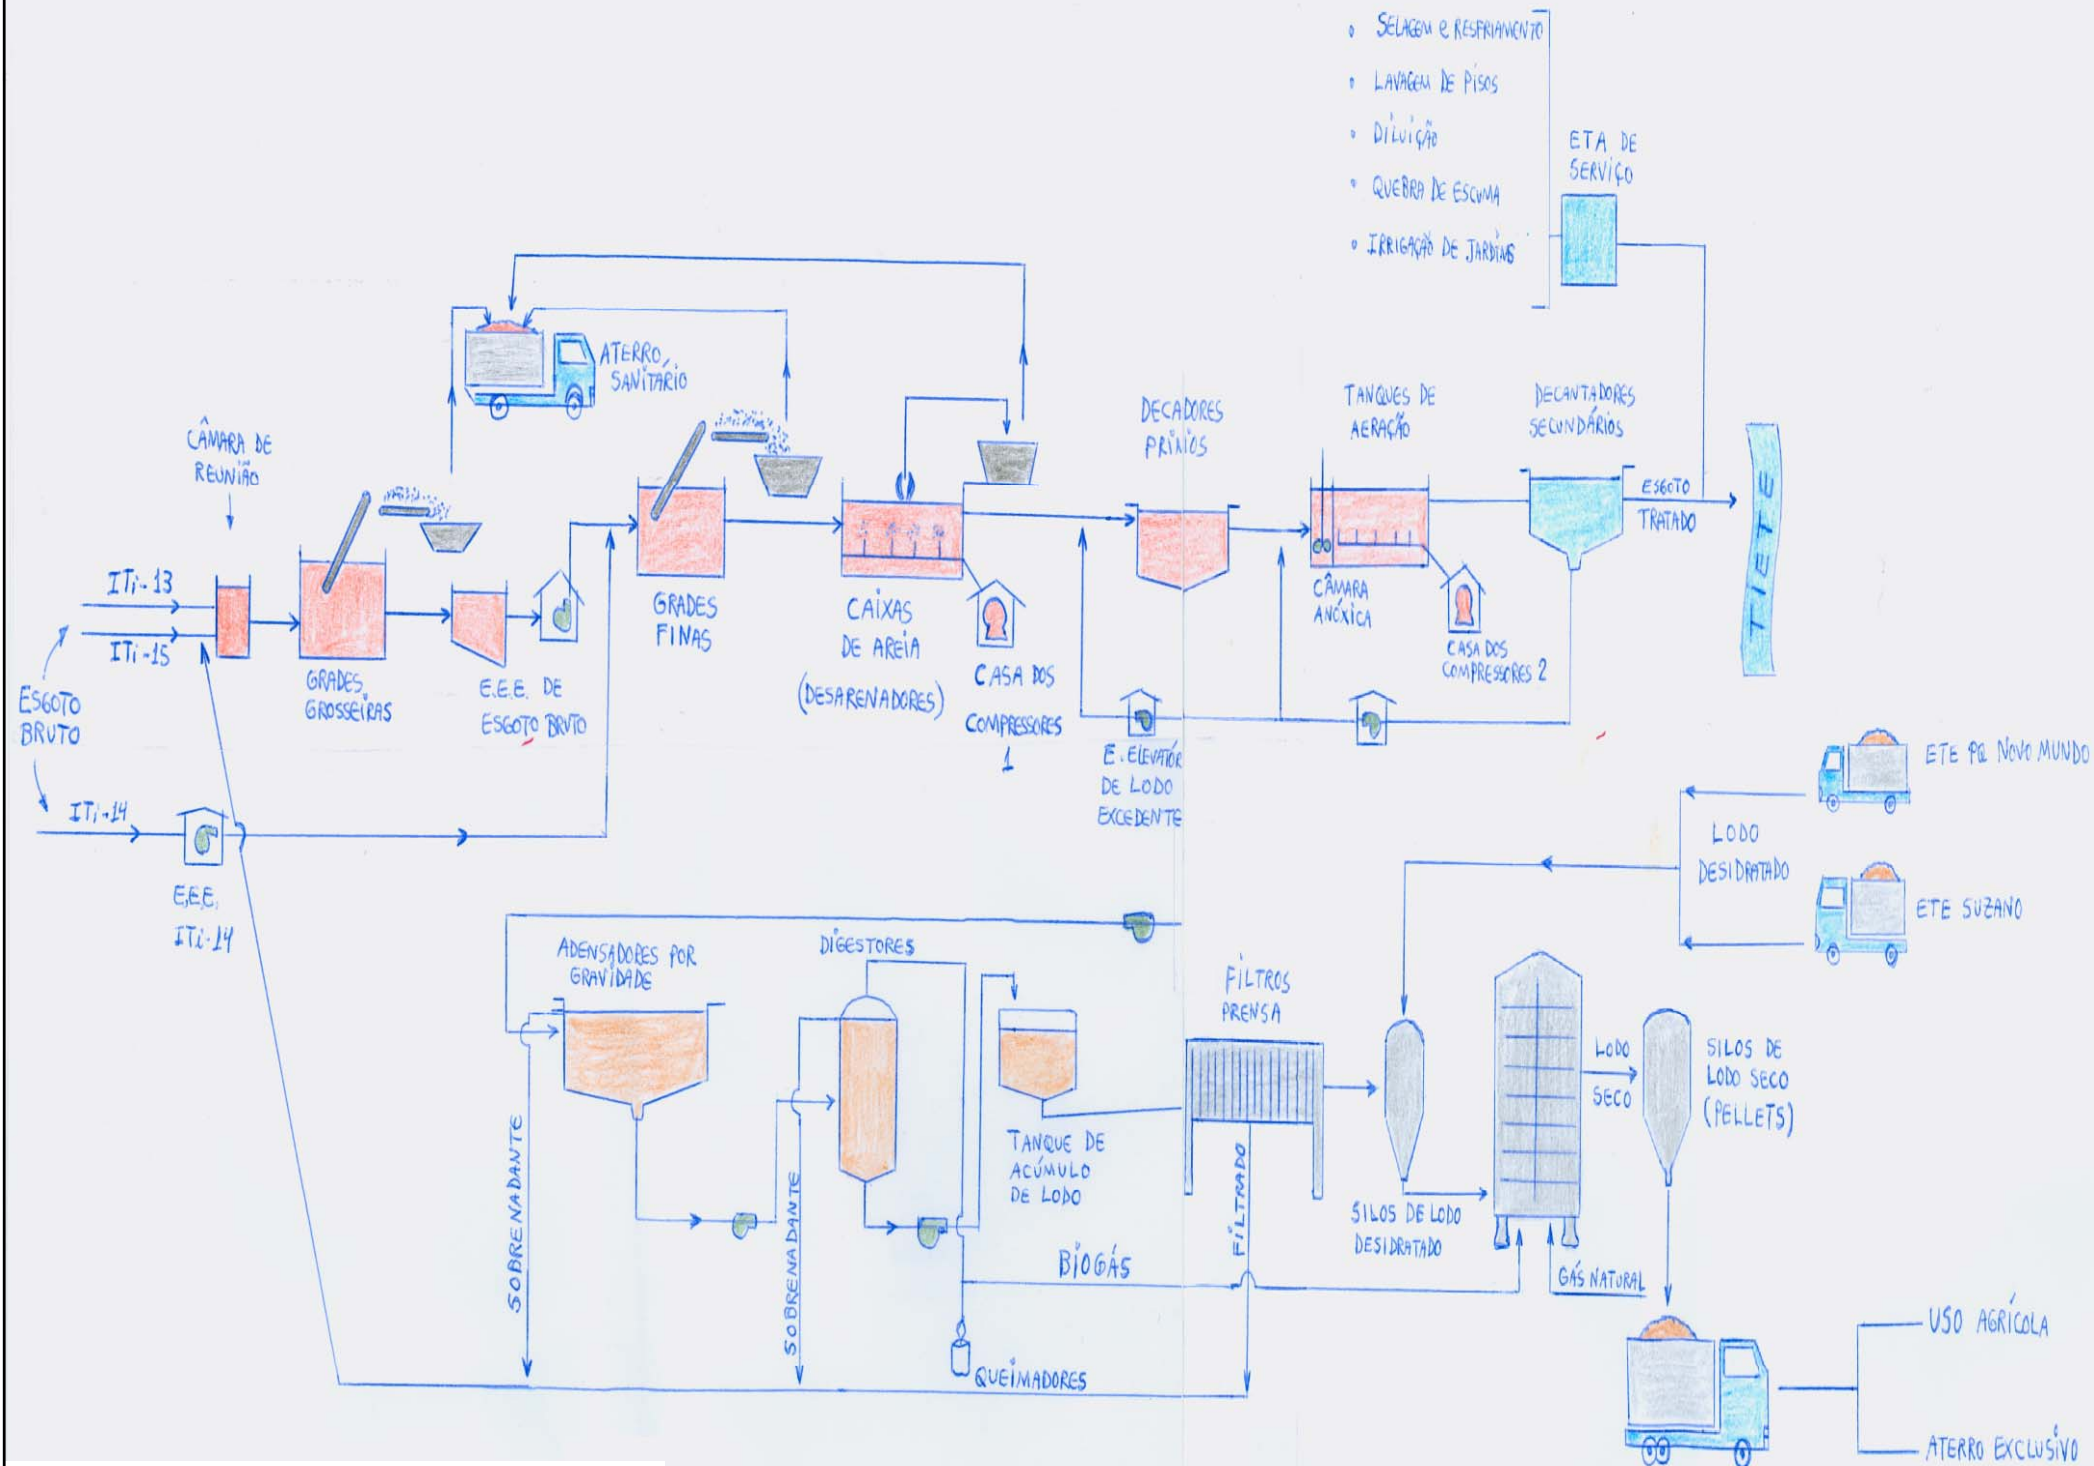 SELAGEM e RESFRIAMENTO
LAVAGEM DE PISOS
DILUIÇÃO
QUEBRA DE ESCUMA
IRRIGAÇÃO DE JARDINS
ETA DE
SERVIÇO
ATERRO
SANITÁRIO
CÂMARA DE
REUNIÃO
DECADORES
PRIMIOS
TANQUES DE
AERAÇÃO
DECANTADORES
SECUNDÁRIOS
ESGOTO
TRATADO
TIETE
ITi-13
ITi-15
ESGOTO
BRUTO
ITi-14
GRADES
GROSSEIRAS
E.E.E. DE
ESGOTO BRUTO
GRADES
FINAS
CAIXAS
DE AREIA
(DESARENADORES)
CASA DOS
COMPRESSORES
1
CÂMARA
ANÓXICA
CASA DOS
COMPRESSORES 2
E. ELEVATÓR
DE LODO
EXCEDENTE
E.E.E.
ITi-14
ETE PQ NOVO MUNDO
LODO
DESIDRATADO
ETE SUZANO
ADENSADORES POR
GRAVIDADE
DIGESTORES
FILTROS
PRENSA
LODO
SECO
SILOS DE
LODO SECO
(PELLETS)
TANQUE DE
ACÚMULO
DE LODO
SOBRENADANTE
SOBRENADANTE
FILTRADO
SILOS DE LODO
DESIDRATADO
BIOGÁS
GÁS NATURAL
QUEIMADORES
USO AGRÍCOLA
ATERRO EXCLUSIVO